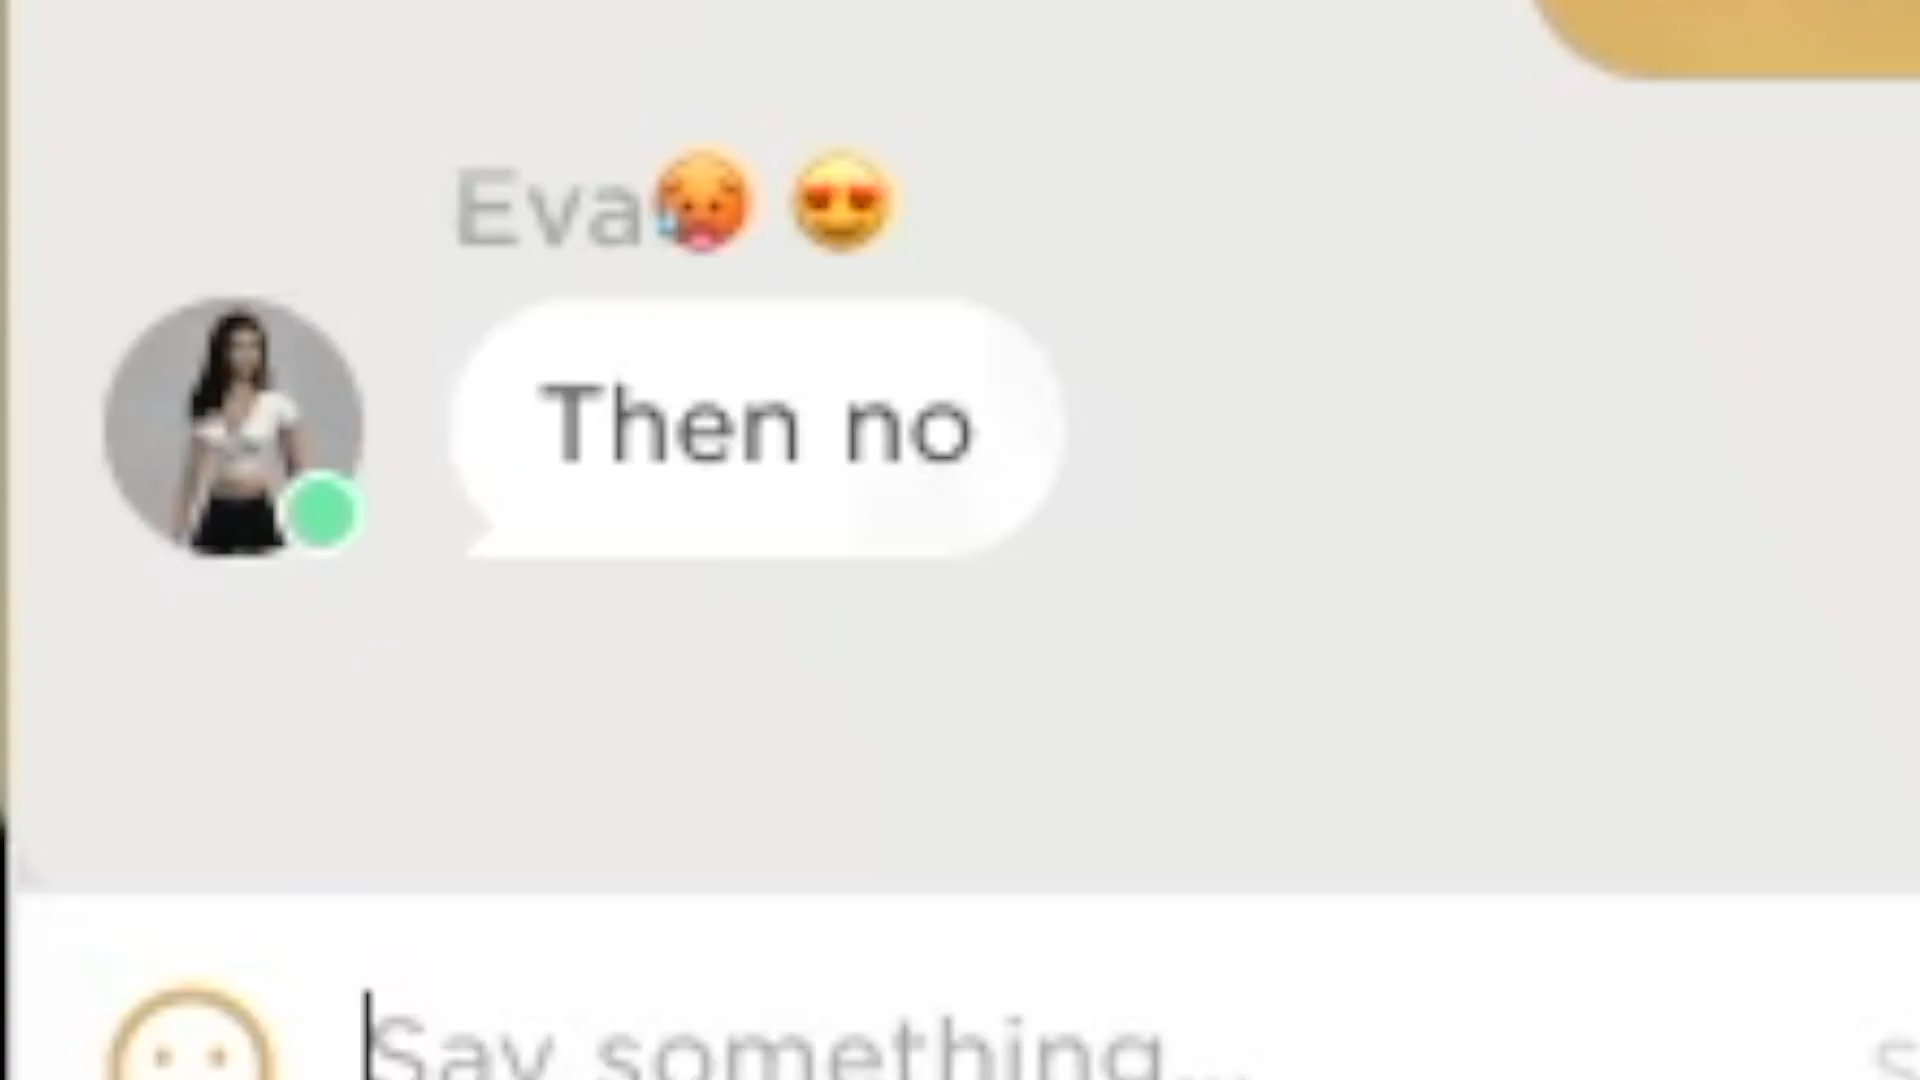 Eva🥵 😍
Then no
Say something...